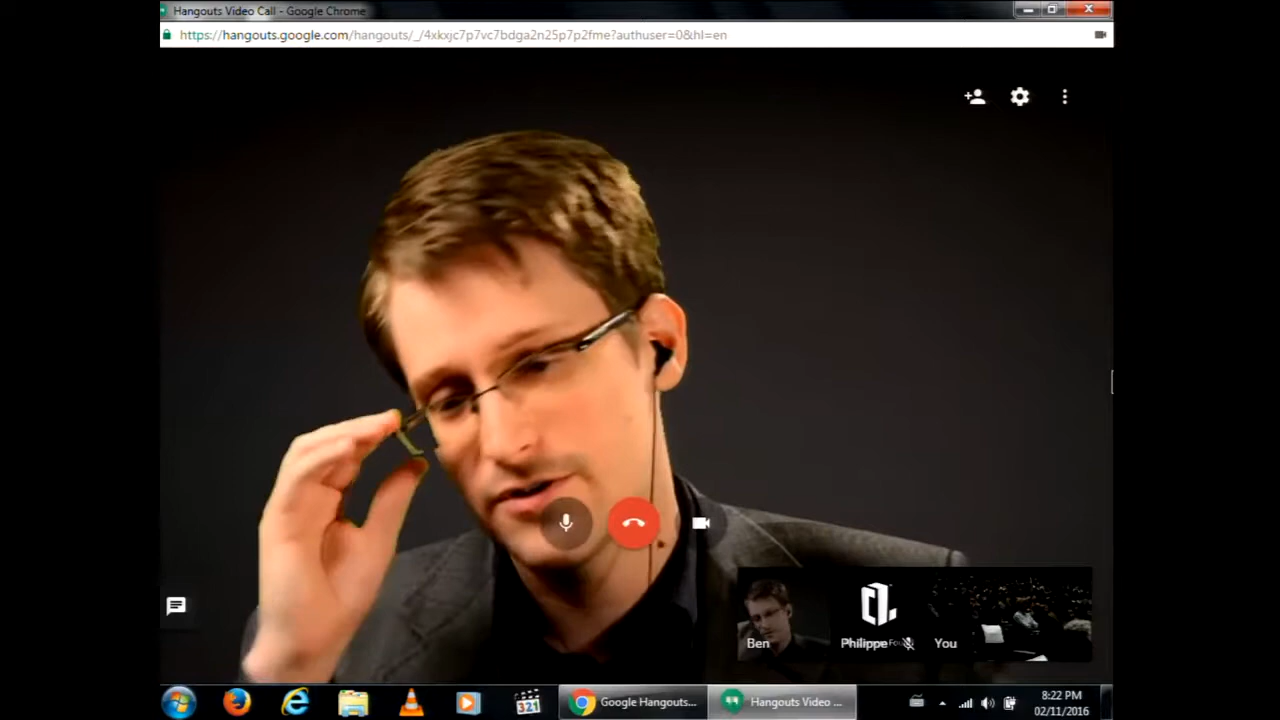 Hangouts Video Call - Google Chrome
https://hangouts.google.com/hangouts/_/4xkxjc7p7vc7bdga2n25p7p2fme?authuser=0&hl=en
Ben
Philippe
You
321
Google Hangouts...
Hangouts Video ...
8:22 PM
02/11/2016